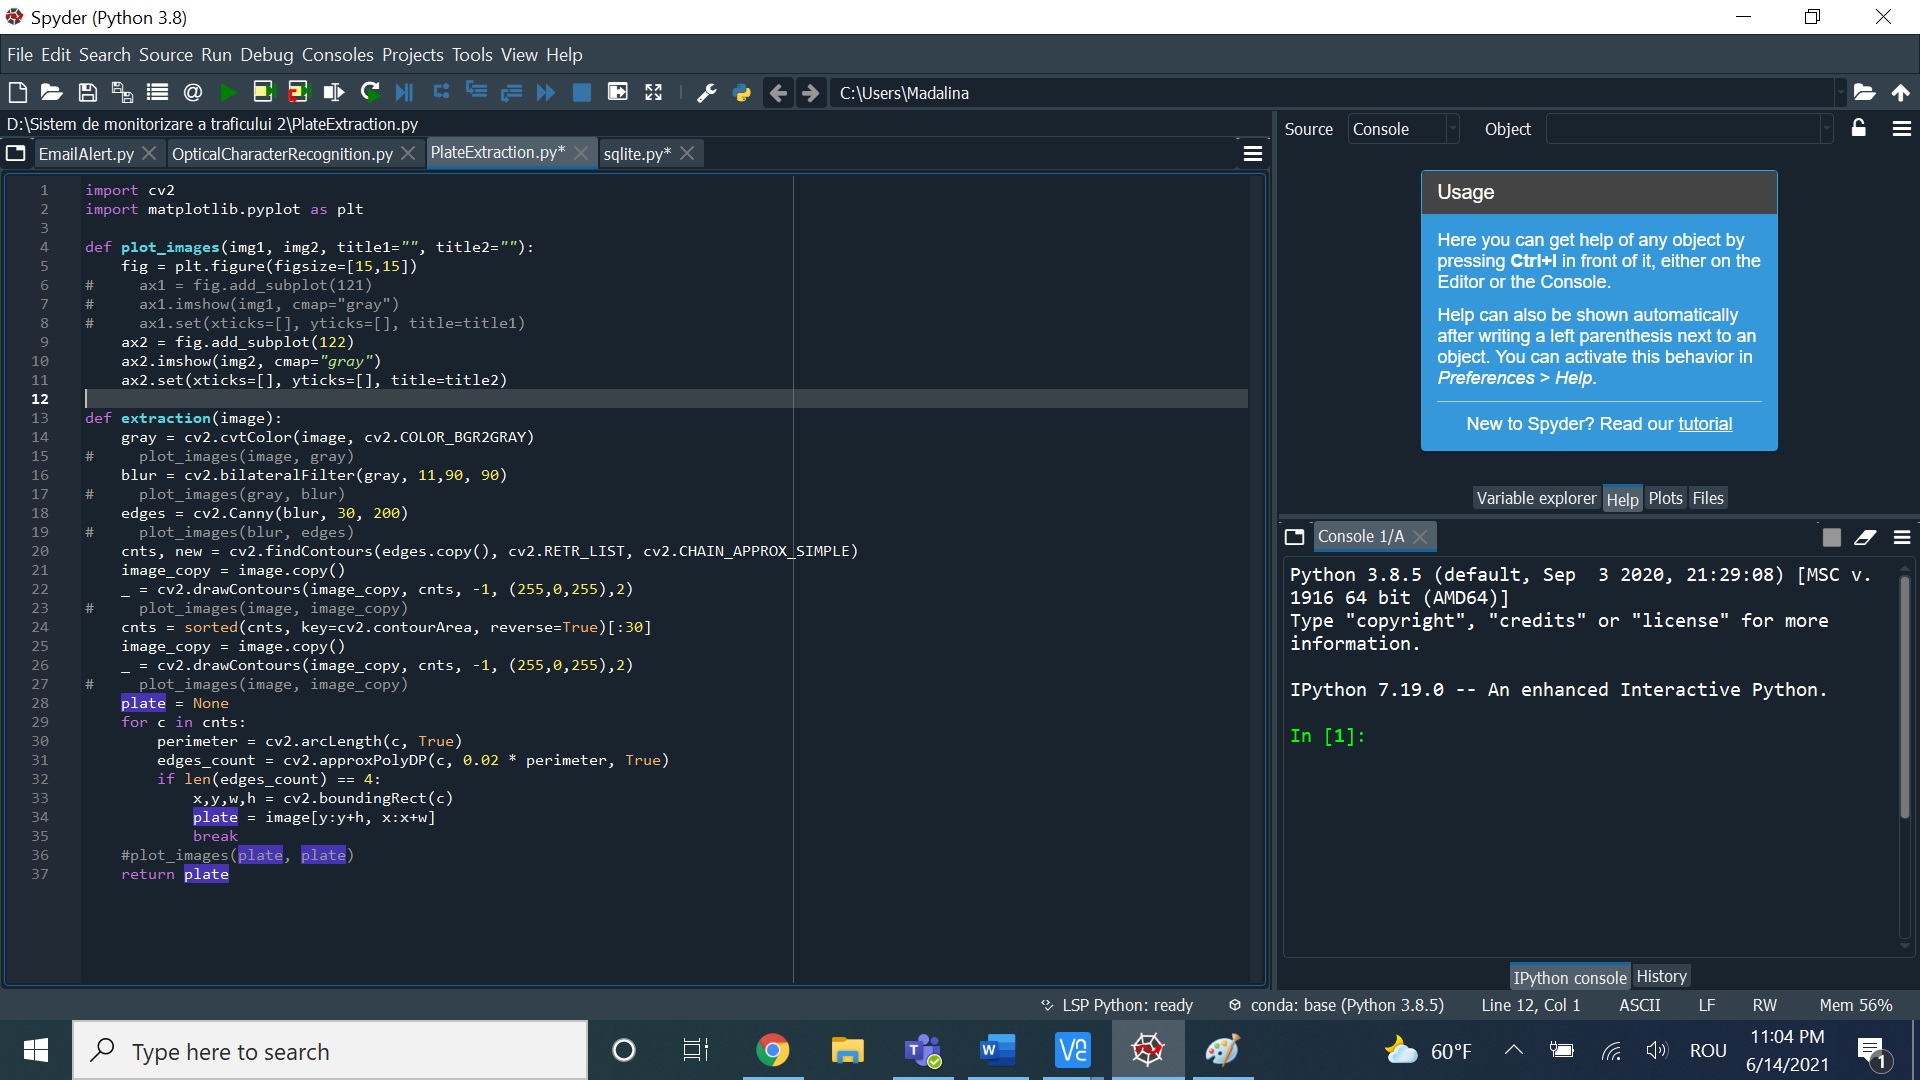 Spyder (Python 3.8)
File Edit Search Source Run Debug Consoles Projects Tools View Help
C:\Users\Madalina
D:\Sistem de monitorizare a traficului 2\PlateExtraction.py
EmailAlert.py OpticalCharacterRecognition.py PlateExtraction.py* sqlite.py*
1 import cv2
2 import matplotlib.pyplot as plt
3
4 def plot_images(img1, img2, title1="", title2=""):
5     fig = plt.figure(figsize=[15,15])
6 #     ax1 = fig.add_subplot(121)
7 #     ax1.imshow(img1, cmap="gray")
8 #     ax1.set(xticks=[], yticks=[], title=title1)
9     ax2 = fig.add_subplot(122)
10     ax2.imshow(img2, cmap="gray")
11     ax2.set(xticks=[], yticks=[], title=title2)
12
13 def extraction(image):
14     gray = cv2.cvtColor(image, cv2.COLOR_BGR2GRAY)
15 #     plot_images(image, gray)
16     blur = cv2.bilateralFilter(gray, 11,90, 90)
17 #     plot_images(gray, blur)
18     edges = cv2.Canny(blur, 30, 200)
19 #     plot_images(blur, edges)
20     cnts, new = cv2.findContours(edges.copy(), cv2.RETR_LIST, cv2.CHAIN_APPROX_SIMPLE)
21     image_copy = image.copy()
22     _ = cv2.drawContours(image_copy, cnts, -1, (255,0,255),2)
23 #     plot_images(image, image_copy)
24     cnts = sorted(cnts, key=cv2.contourArea, reverse=True)[:30]
25     image_copy = image.copy()
26     _ = cv2.drawContours(image_copy, cnts, -1, (255,0,255),2)
27 #     plot_images(image, image_copy)
28     plate = None
29     for c in cnts:
30         perimeter = cv2.arcLength(c, True)
31         edges_count = cv2.approxPolyDP(c, 0.02 * perimeter, True)
32         if len(edges_count) == 4:
33             x,y,w,h = cv2.boundingRect(c)
34             plate = image[y:y+h, x:x+w]
35             break
36     #plot_images(plate, plate)
37     return plate
Source Console Object
Usage
Here you can get help of any object by
pressing Ctrl+I in front of it, either on the
Editor or the Console.
Help can also be shown automatically
after writing a left parenthesis next to an
object. You can activate this behavior in
Preferences > Help.
New to Spyder? Read our tutorial
Variable explorer Help Plots Files
Console 1/A
Python 3.8.5 (default, Sep  3 2020, 21:29:08) [MSC v.
1916 64 bit (AMD64)]
Type "copyright", "credits" or "license" for more
information.
IPython 7.19.0 -- An enhanced Interactive Python.
In [1]:
IPython console History
LSP Python: ready conda: base (Python 3.8.5) Line 12, Col 1 ASCII LF RW Mem 56%
Type here to search
60°F ROU
11:04 PM
6/14/2021
1